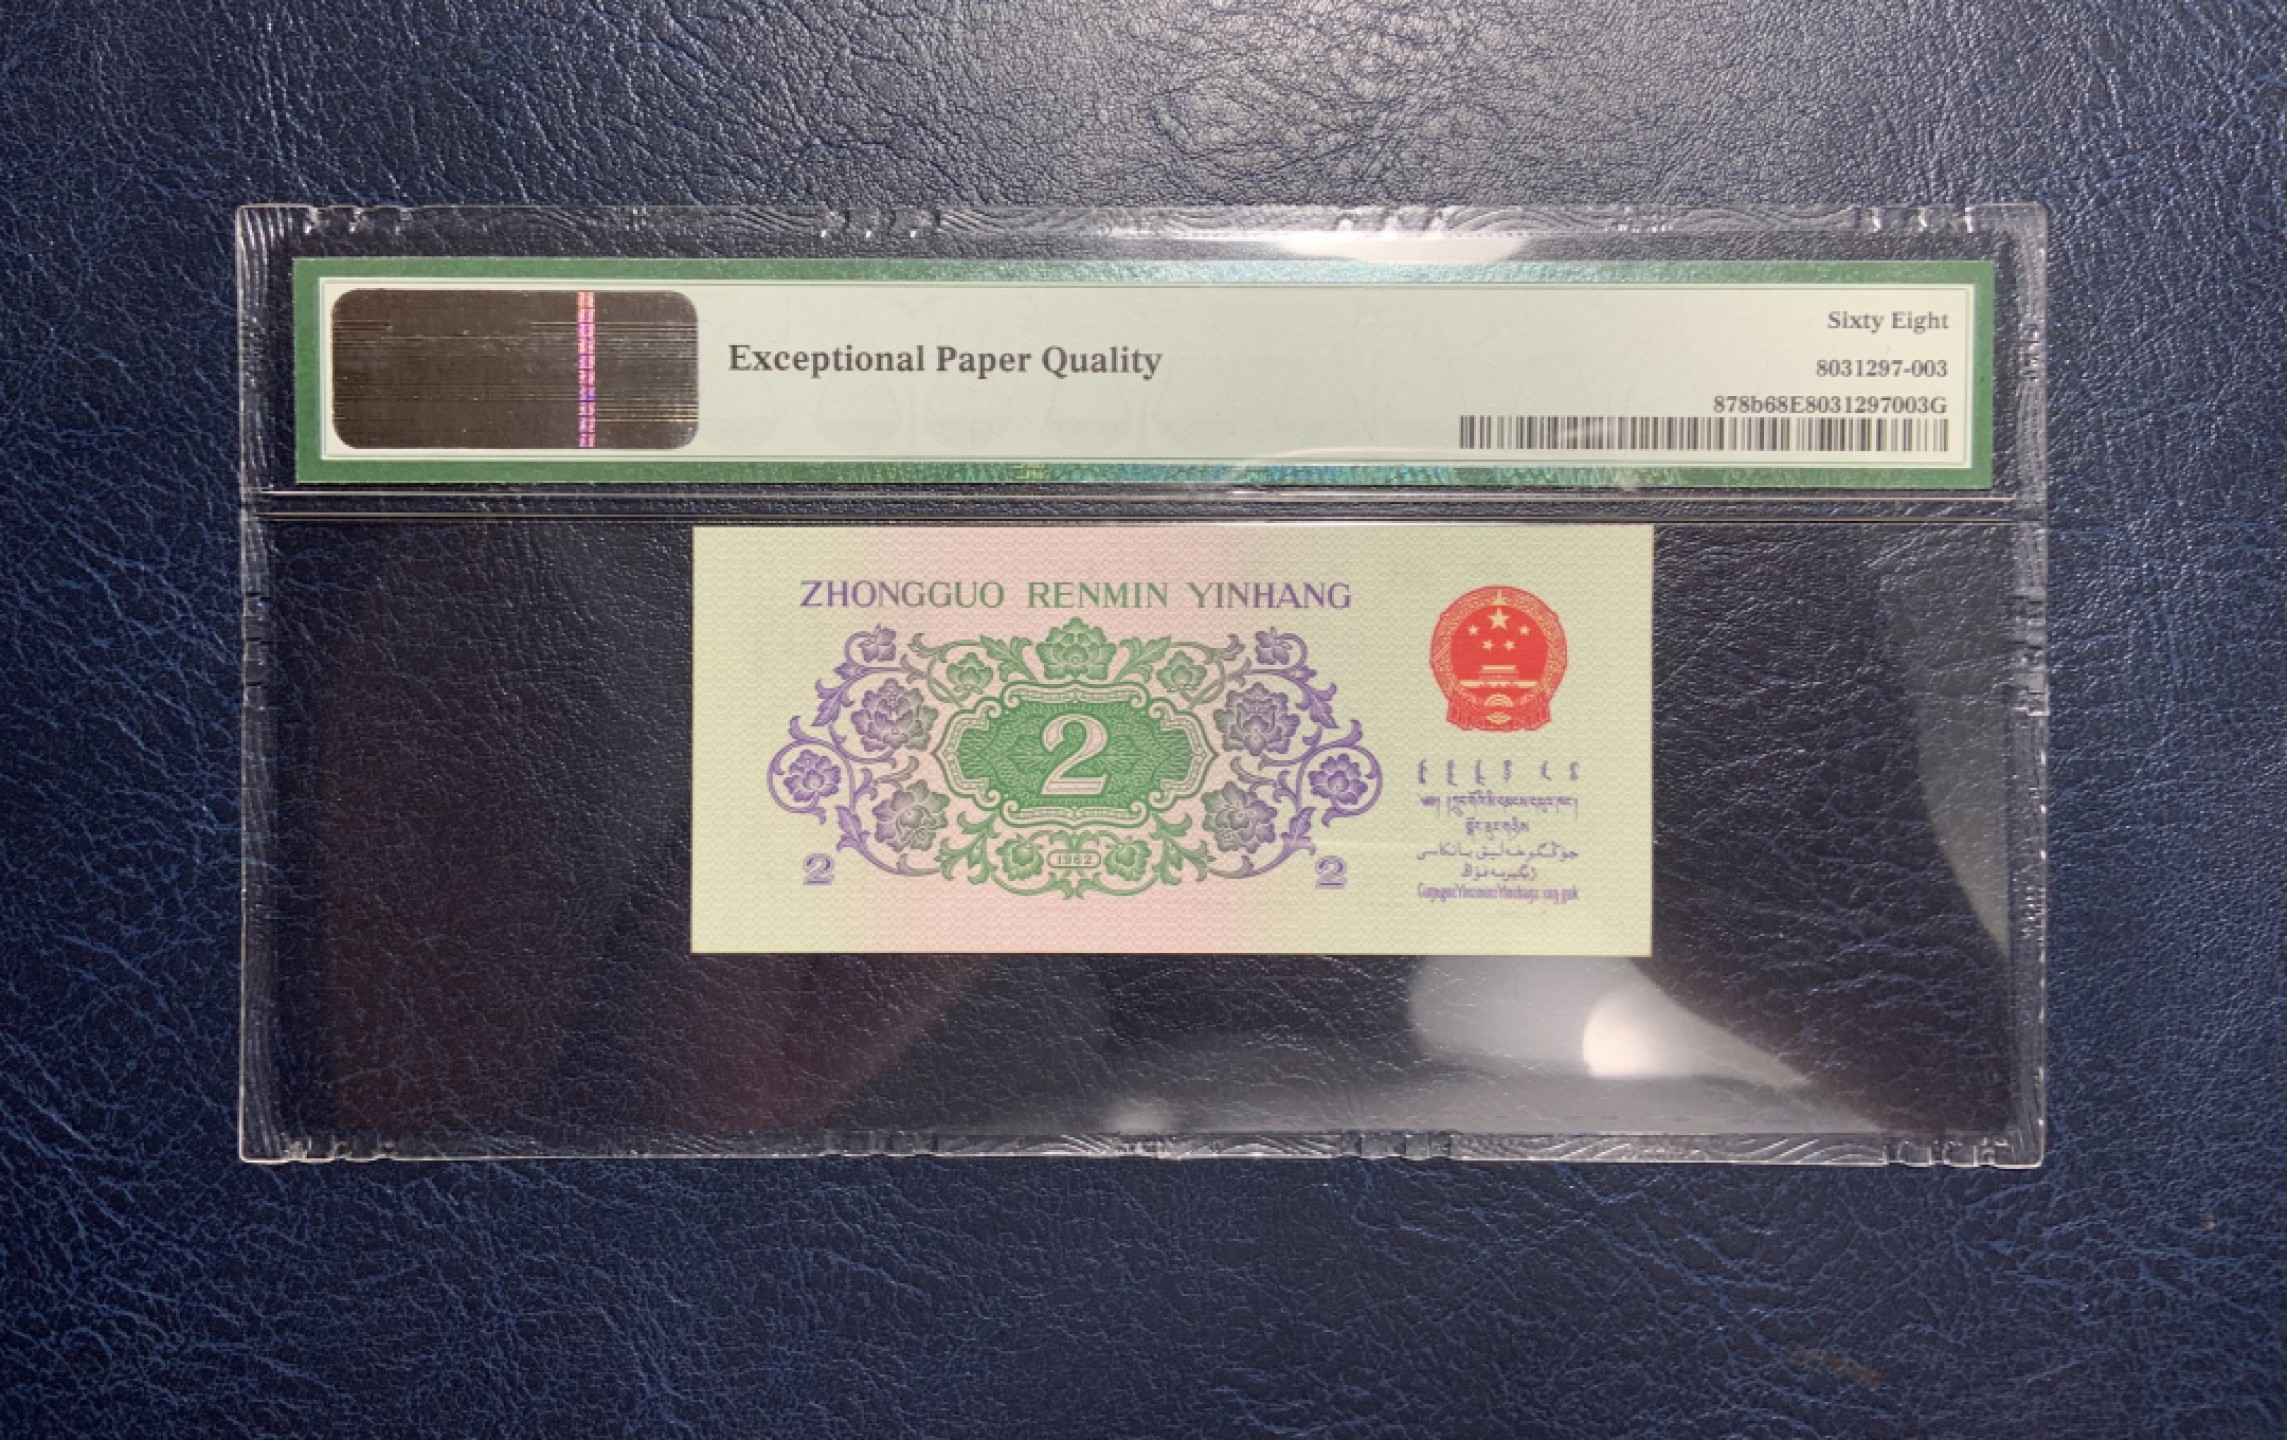 Exceptional Paper Quality
Sixty Eight
8031297-003
878b68E8031297003G
ZHONGGUO RENMIN YINHANG
2
1962
2
2